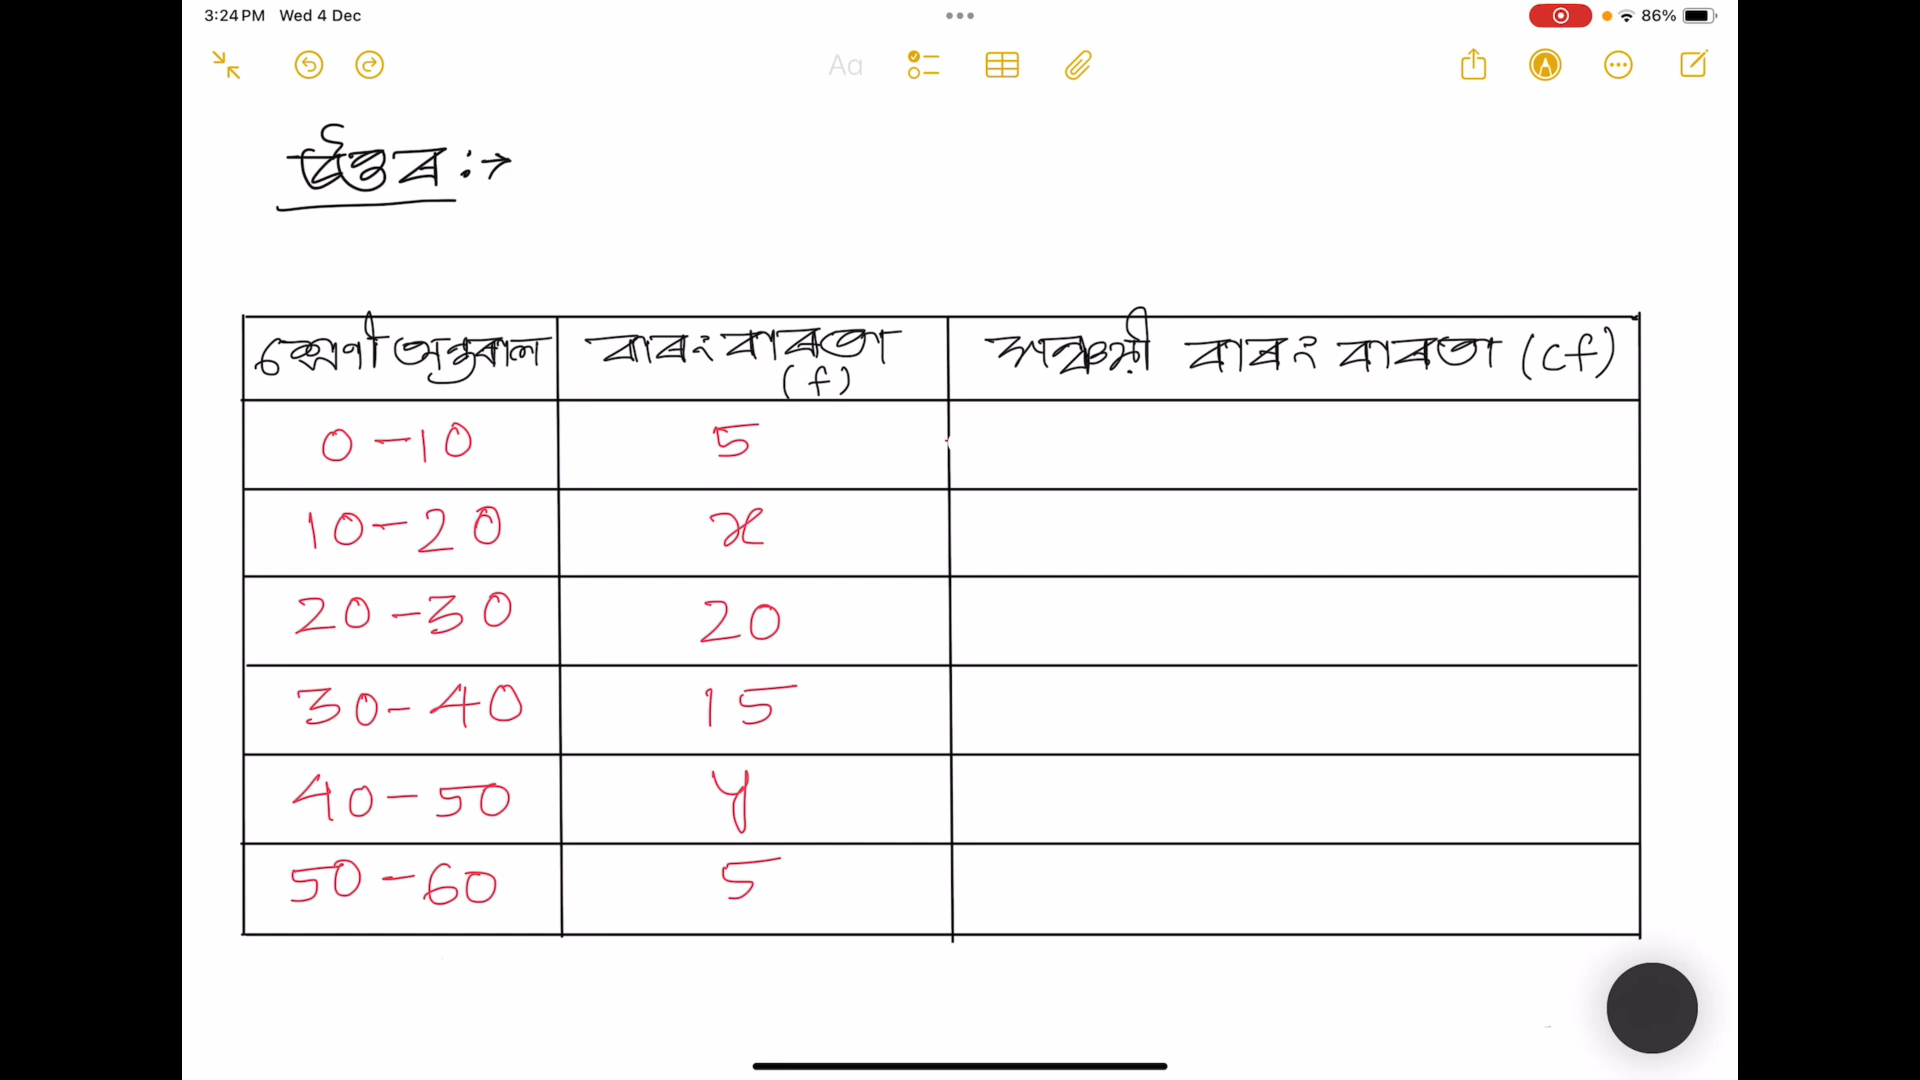 3:24 PM Wed 4 Dec
86%
Aa
উত্তৰ :→
শ্ৰেণী অন্তৰাল বাৰংবাৰতা (f) সঞ্চয়ী বাৰংবাৰতা (cf)
0-10 5
10-20 x
20-30 20
30-40 15
40-50 y
50-60 5